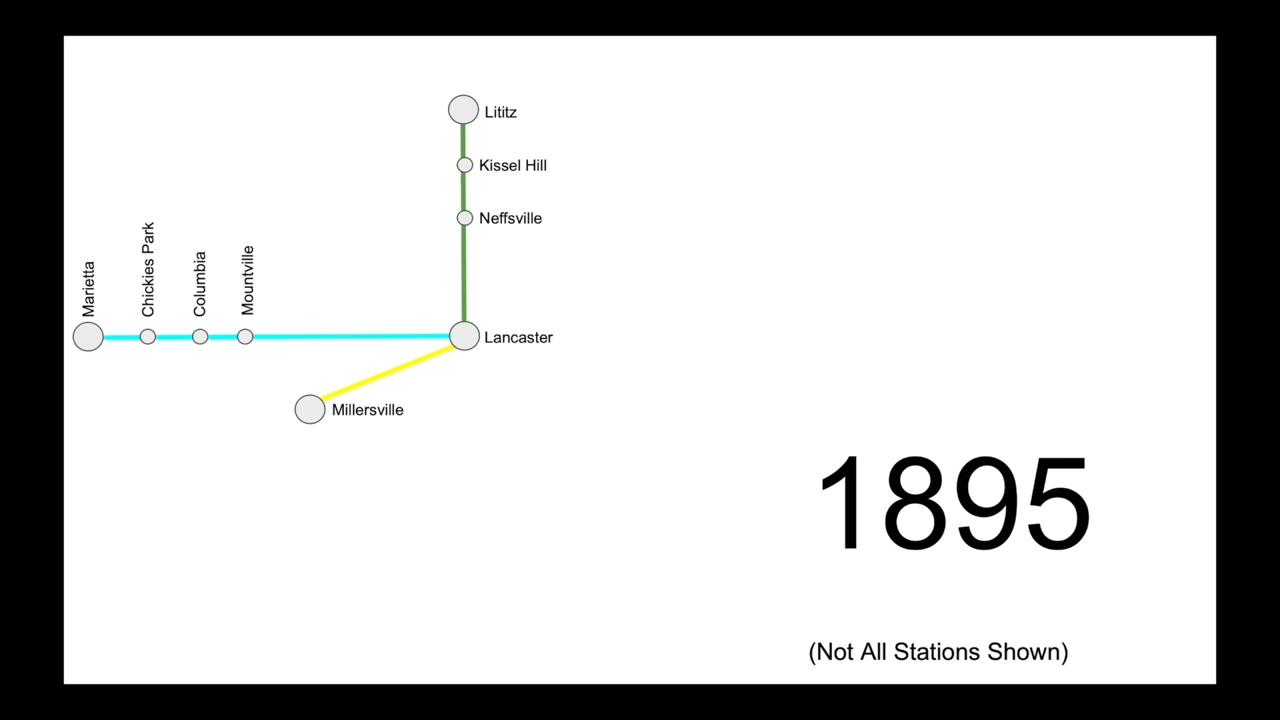 Lititz
Kissel Hill
Neffsville
Marietta
Chickies Park
Columbia
Mountville
Lancaster
Millersville
1895
(Not All Stations Shown)